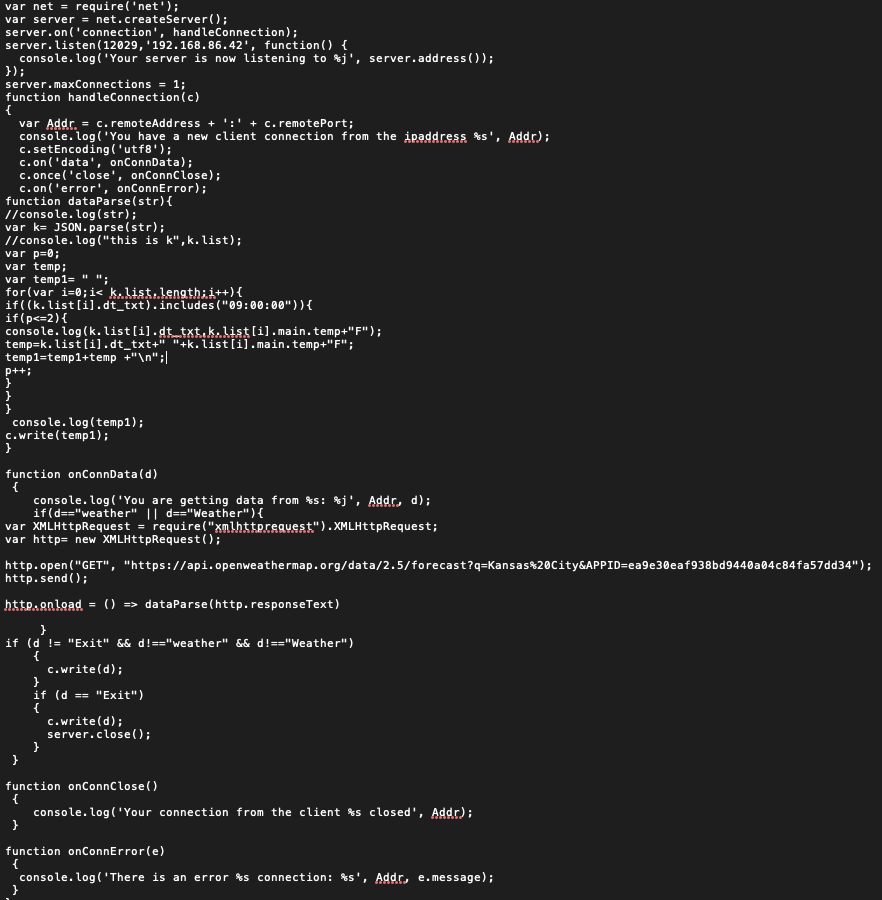 var net = require('net');
var server = net.createServer();
server.on('connection', handleConnection);
server.listen(12029,'192.168.86.42', function() {
  console.log('Your server is now listening to %j', server.address());
});
server.maxConnections = 1;
function handleConnection(c)
{
  var Addr = c.remoteAddress + ':' + c.remotePort;
  console.log('You have a new client connection from the ipaddress %s', Addr);
  c.setEncoding('utf8');
  c.on('data', onConnData);
  c.once('close', onConnClose);
  c.on('error', onConnError);
function dataParse(str){
//console.log(str);
var k= JSON.parse(str);
//console.log("this is k",k.list);
var p=0;
var temp;
var temp1= " ";
for(var i=0;i< k.list.length;i++){
if((k.list[i].dt_txt).includes("09:00:00")){
if(p<=2){
console.log(k.list[i].dt_txt,k.list[i].main.temp+"F");
temp=k.list[i].dt_txt+" "+k.list[i].main.temp+"F";
temp1=temp1+temp +"\n";
p++;
}
}
}
 console.log(temp1);
c.write(temp1);
}

function onConnData(d)
 {
    console.log('You are getting data from %s: %j', Addr, d);
    if(d=="weather" || d=="Weather"){
var XMLHttpRequest = require("xmlhttprequest").XMLHttpRequest;
var http= new XMLHttpRequest();

http.open("GET", "https://api.openweathermap.org/data/2.5/forecast?q=Kansas%20City&APPID=ea9e30eaf938bd9440a04c84fa57dd34");
http.send();

http.onload = () => dataParse(http.responseText)

     }
if (d != "Exit" && d!=="weather" && d!=="Weather")
    {
      c.write(d);
    }
    if (d == "Exit")
    {
      c.write(d);
      server.close();
    }
 }

function onConnClose()
 {
    console.log('Your connection from the client %s closed', Addr);
 }

function onConnError(e)
 {
  console.log('There is an error %s connection: %s', Addr, e.message);
 }